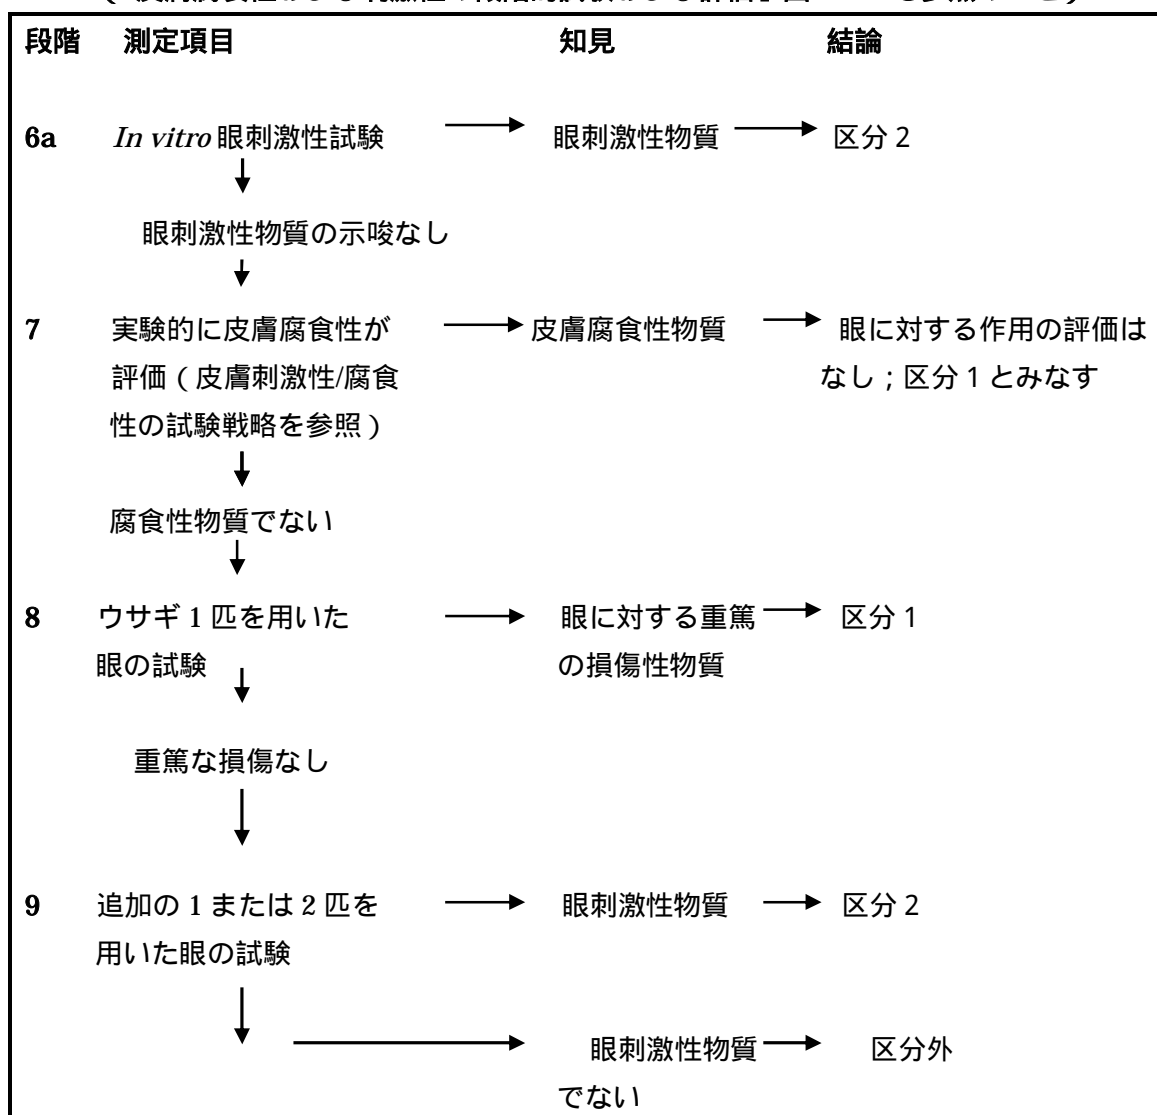 段階 測定項目 知見 結論
6a In vitro 眼刺激性試験 眼刺激性物質 区分 2
眼刺激性物質の示唆なし
7 実験的に皮膚腐食性が 皮膚腐食性物質 眼に対する作用の評価は
評価（皮膚刺激性/腐食 なし；区分 1 とみなす
性の試験戦略を参照）
腐食性物質でない
8 ウサギ 1 匹を用いた 眼に対する重篤 区分 1
眼の試験 の損傷性物質
重篤な損傷なし
9 追加の 1 または 2 匹を 眼刺激性物質 区分 2
用いた眼の試験
眼刺激性物質 区分外
でない